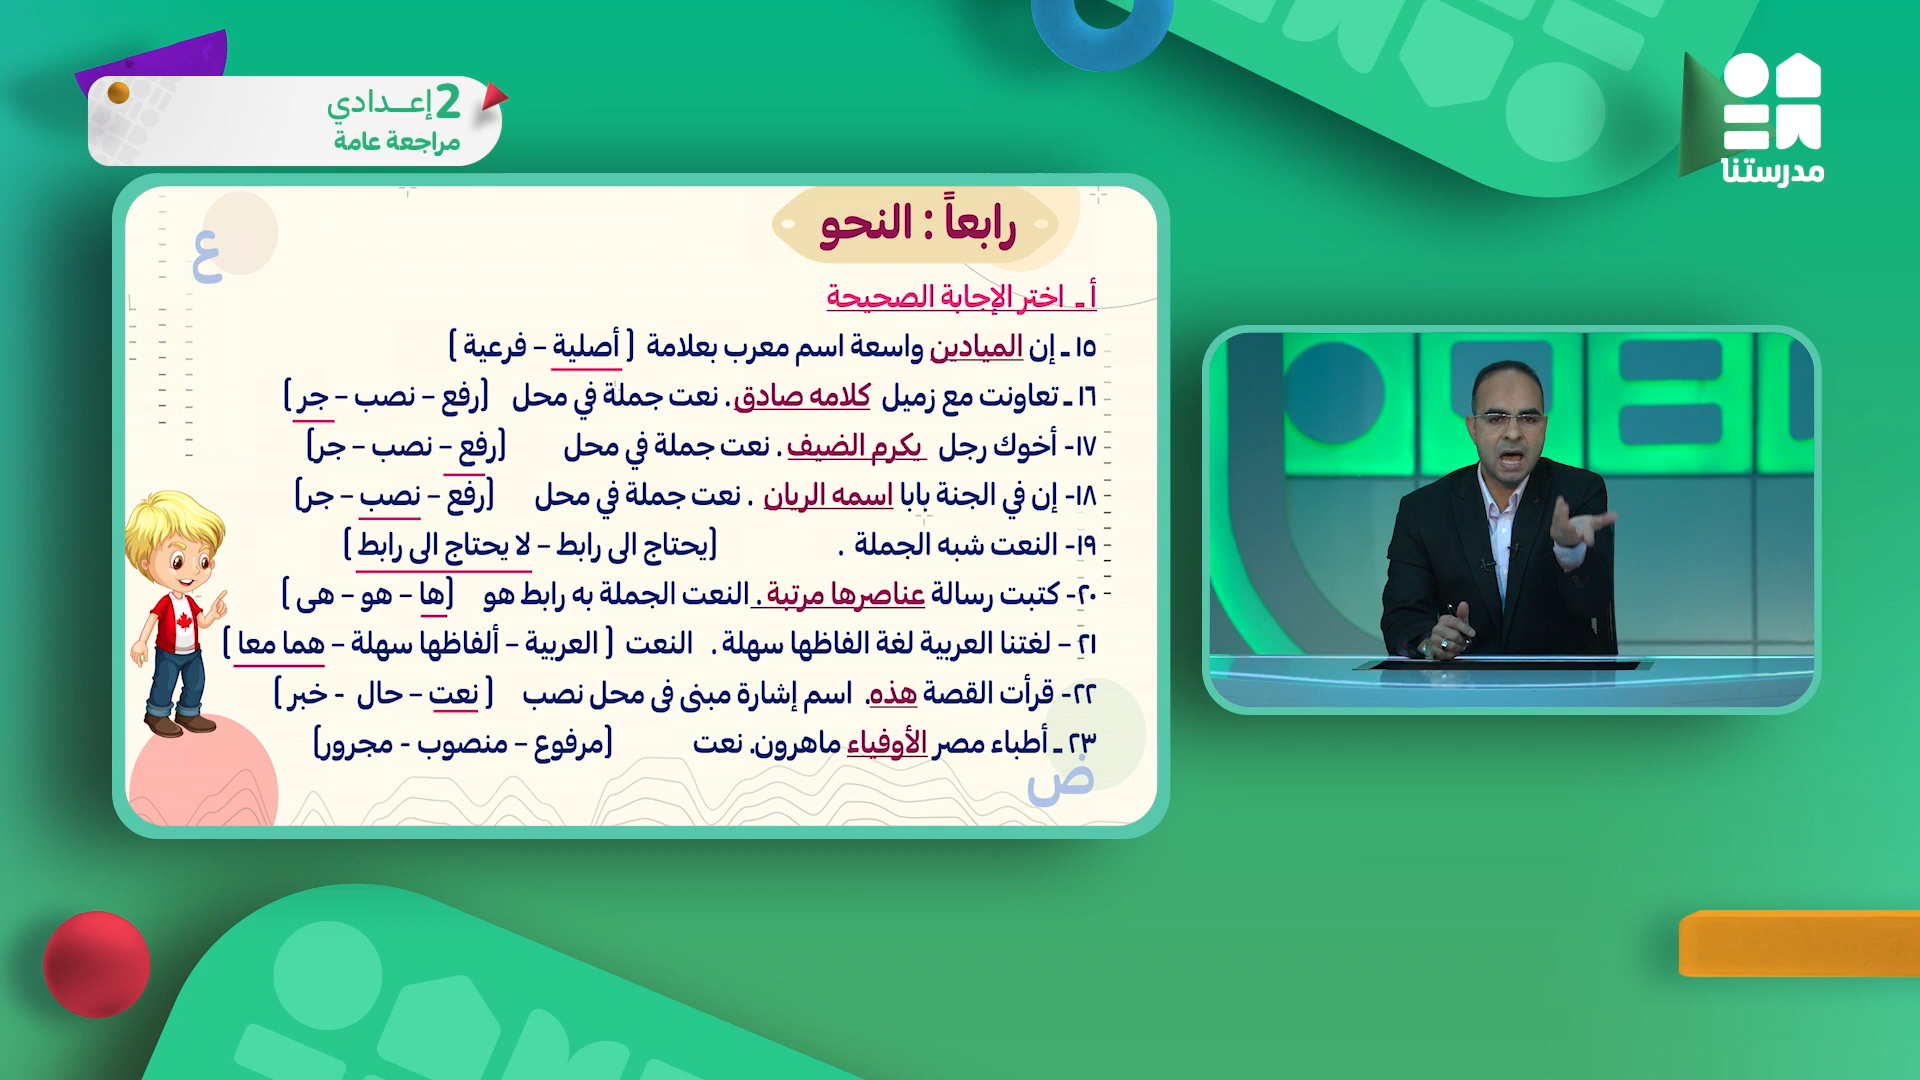 2 إعـدادي
مراجعة عامة
مدرستنا
رابعاً : النحو
ع
أ ـ اختر الإجابة الصحيحة
١٥ ـ إن الميادين واسعة اسم معرب بعلامة ( أصلية – فرعية )
١٦ ـ تعاونت مع زميل كلامه صادق . نعت جملة في محل (رفع – نصب – جر )
١٧- أخوك رجل يكرم الضيف . نعت جملة في محل (رفع – نصب – جر)
١٨- إن في الجنة بابا اسمه الريان . نعت جملة في محل (رفع – نصب – جر)
١٩- النعت شبه الجملة . (يحتاج الى رابط – لا يحتاج الى رابط )
٢٠- كتبت رسالة عناصرها مرتبة . النعت الجملة به رابط هو (ها – هو – هى )
٢١ – لغتنا العربية لغة الفاظها سهلة . النعت ( العربية – ألفاظها سهلة – هما معا )
٢٢- قرأت القصة هذه. اسم إشارة مبنى فى محل نصب ( نعت – حال - خبر )
٢٣ ـ أطباء مصر الأوفياء ماهرون. نعت (مرفوع – منصوب - مجرور)
ض